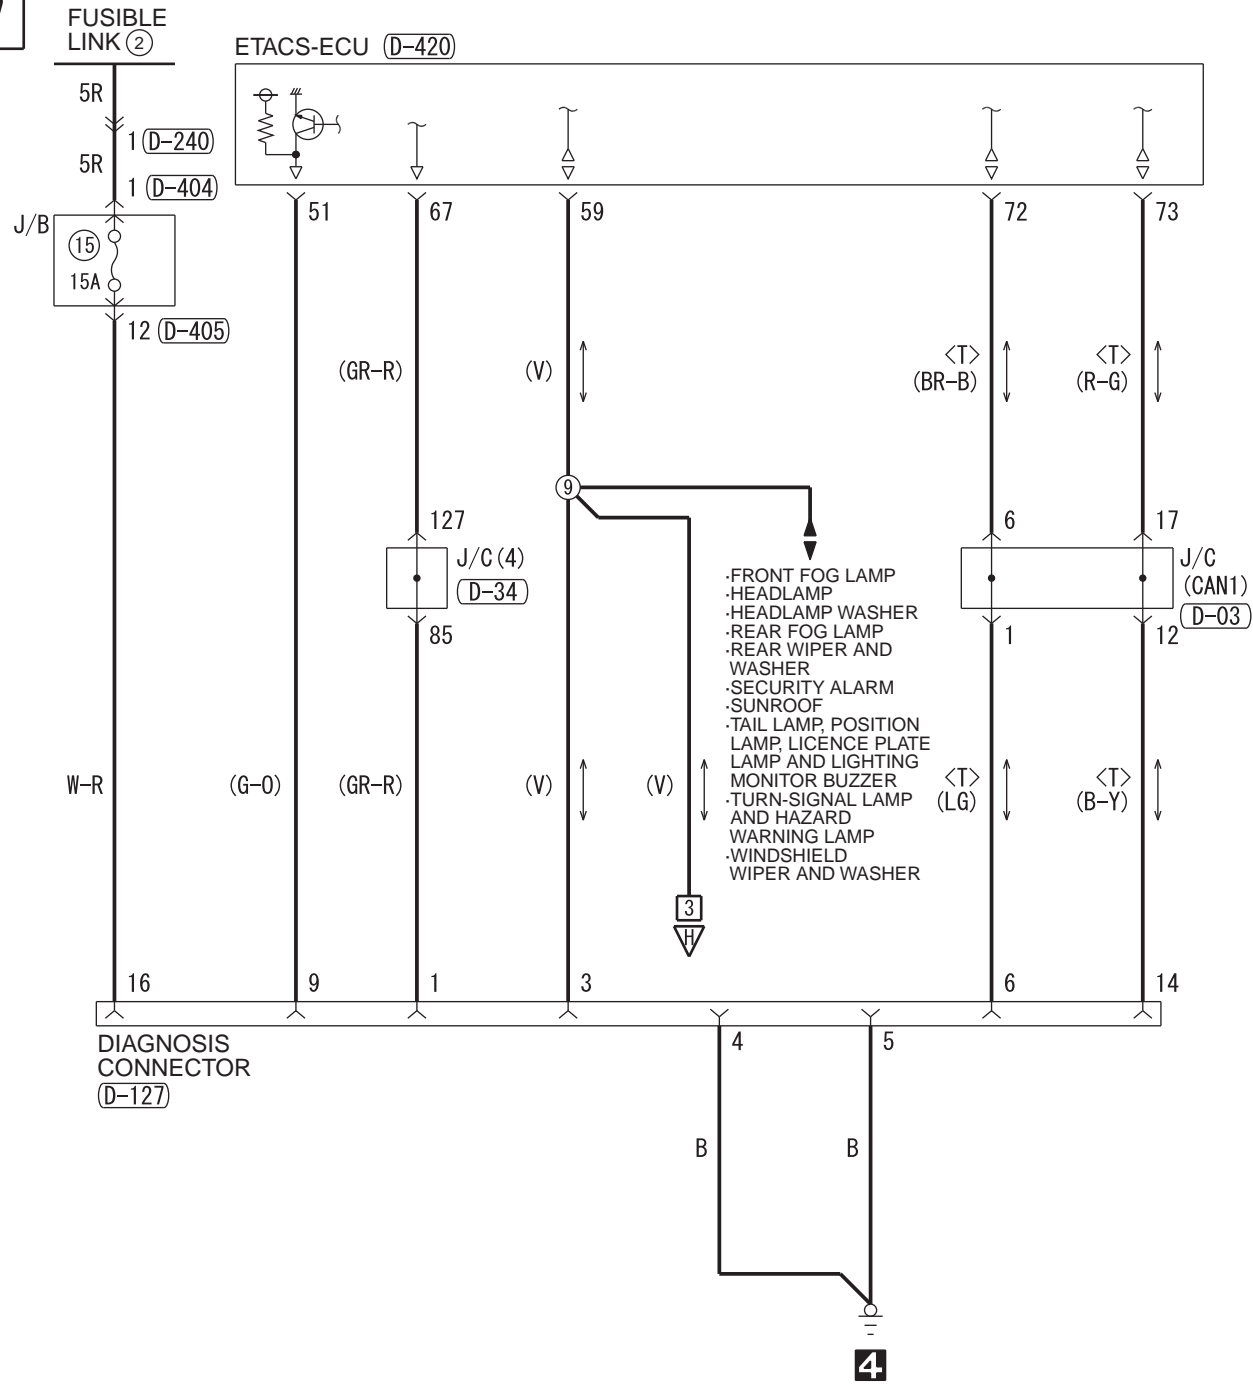 FUSIBLE
LINK ②
ETACS-ECU (D-420)
5R
1 (D-240)
5R
1 (D-404)
J/B
⑮
15A
12 (D-405)
51
67
59
72
73
(GR-R)
(V)
<T>
(BR-B)
<T>
(R-G)
⑨
127
J/C(4)
(D-34)
85
6
17
J/C
(CAN1)
(D-03)
1
12
·FRONT FOG LAMP
·HEADLAMP
·HEADLAMP WASHER
·REAR FOG LAMP
·REAR WIPER AND
WASHER
·SECURITY ALARM
·SUNROOF
·TAIL LAMP, POSITION
LAMP, LICENCE PLATE
LAMP AND LIGHTING
MONITOR BUZZER
·TURN-SIGNAL LAMP
AND HAZARD
WARNING LAMP
·WINDSHIELD
WIPER AND WASHER
W-R
(G-O)
(GR-R)
(V)
(V)
<T>
(LG)
<T>
(B-Y)
3
H
16
9
1
3
6
14
DIAGNOSIS
CONNECTOR
(D-127)
4
5
B
B
4